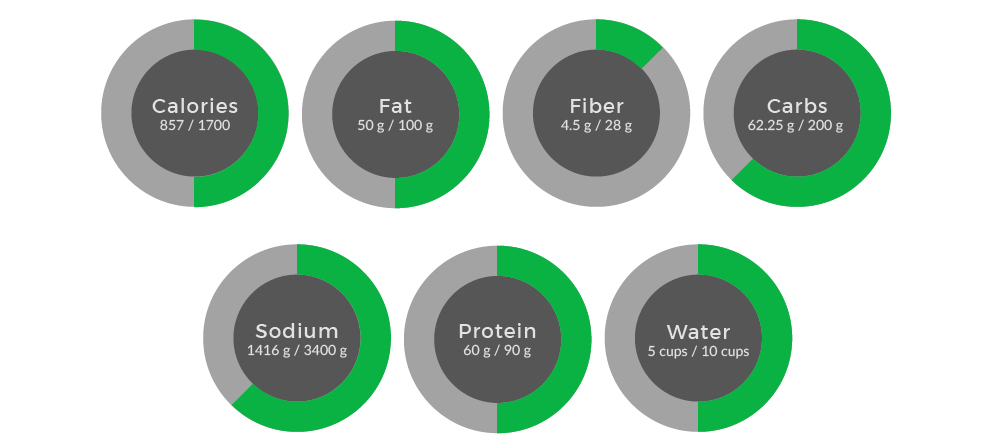 Calories
857 / 1700
Fat
50 g / 100 g
Fiber
4.5 g / 28 g
Carbs
62.25 g / 200 g
Sodium
1416 g / 3400 g
Protein
60 g / 90 g
Water
5 cups / 10 cups